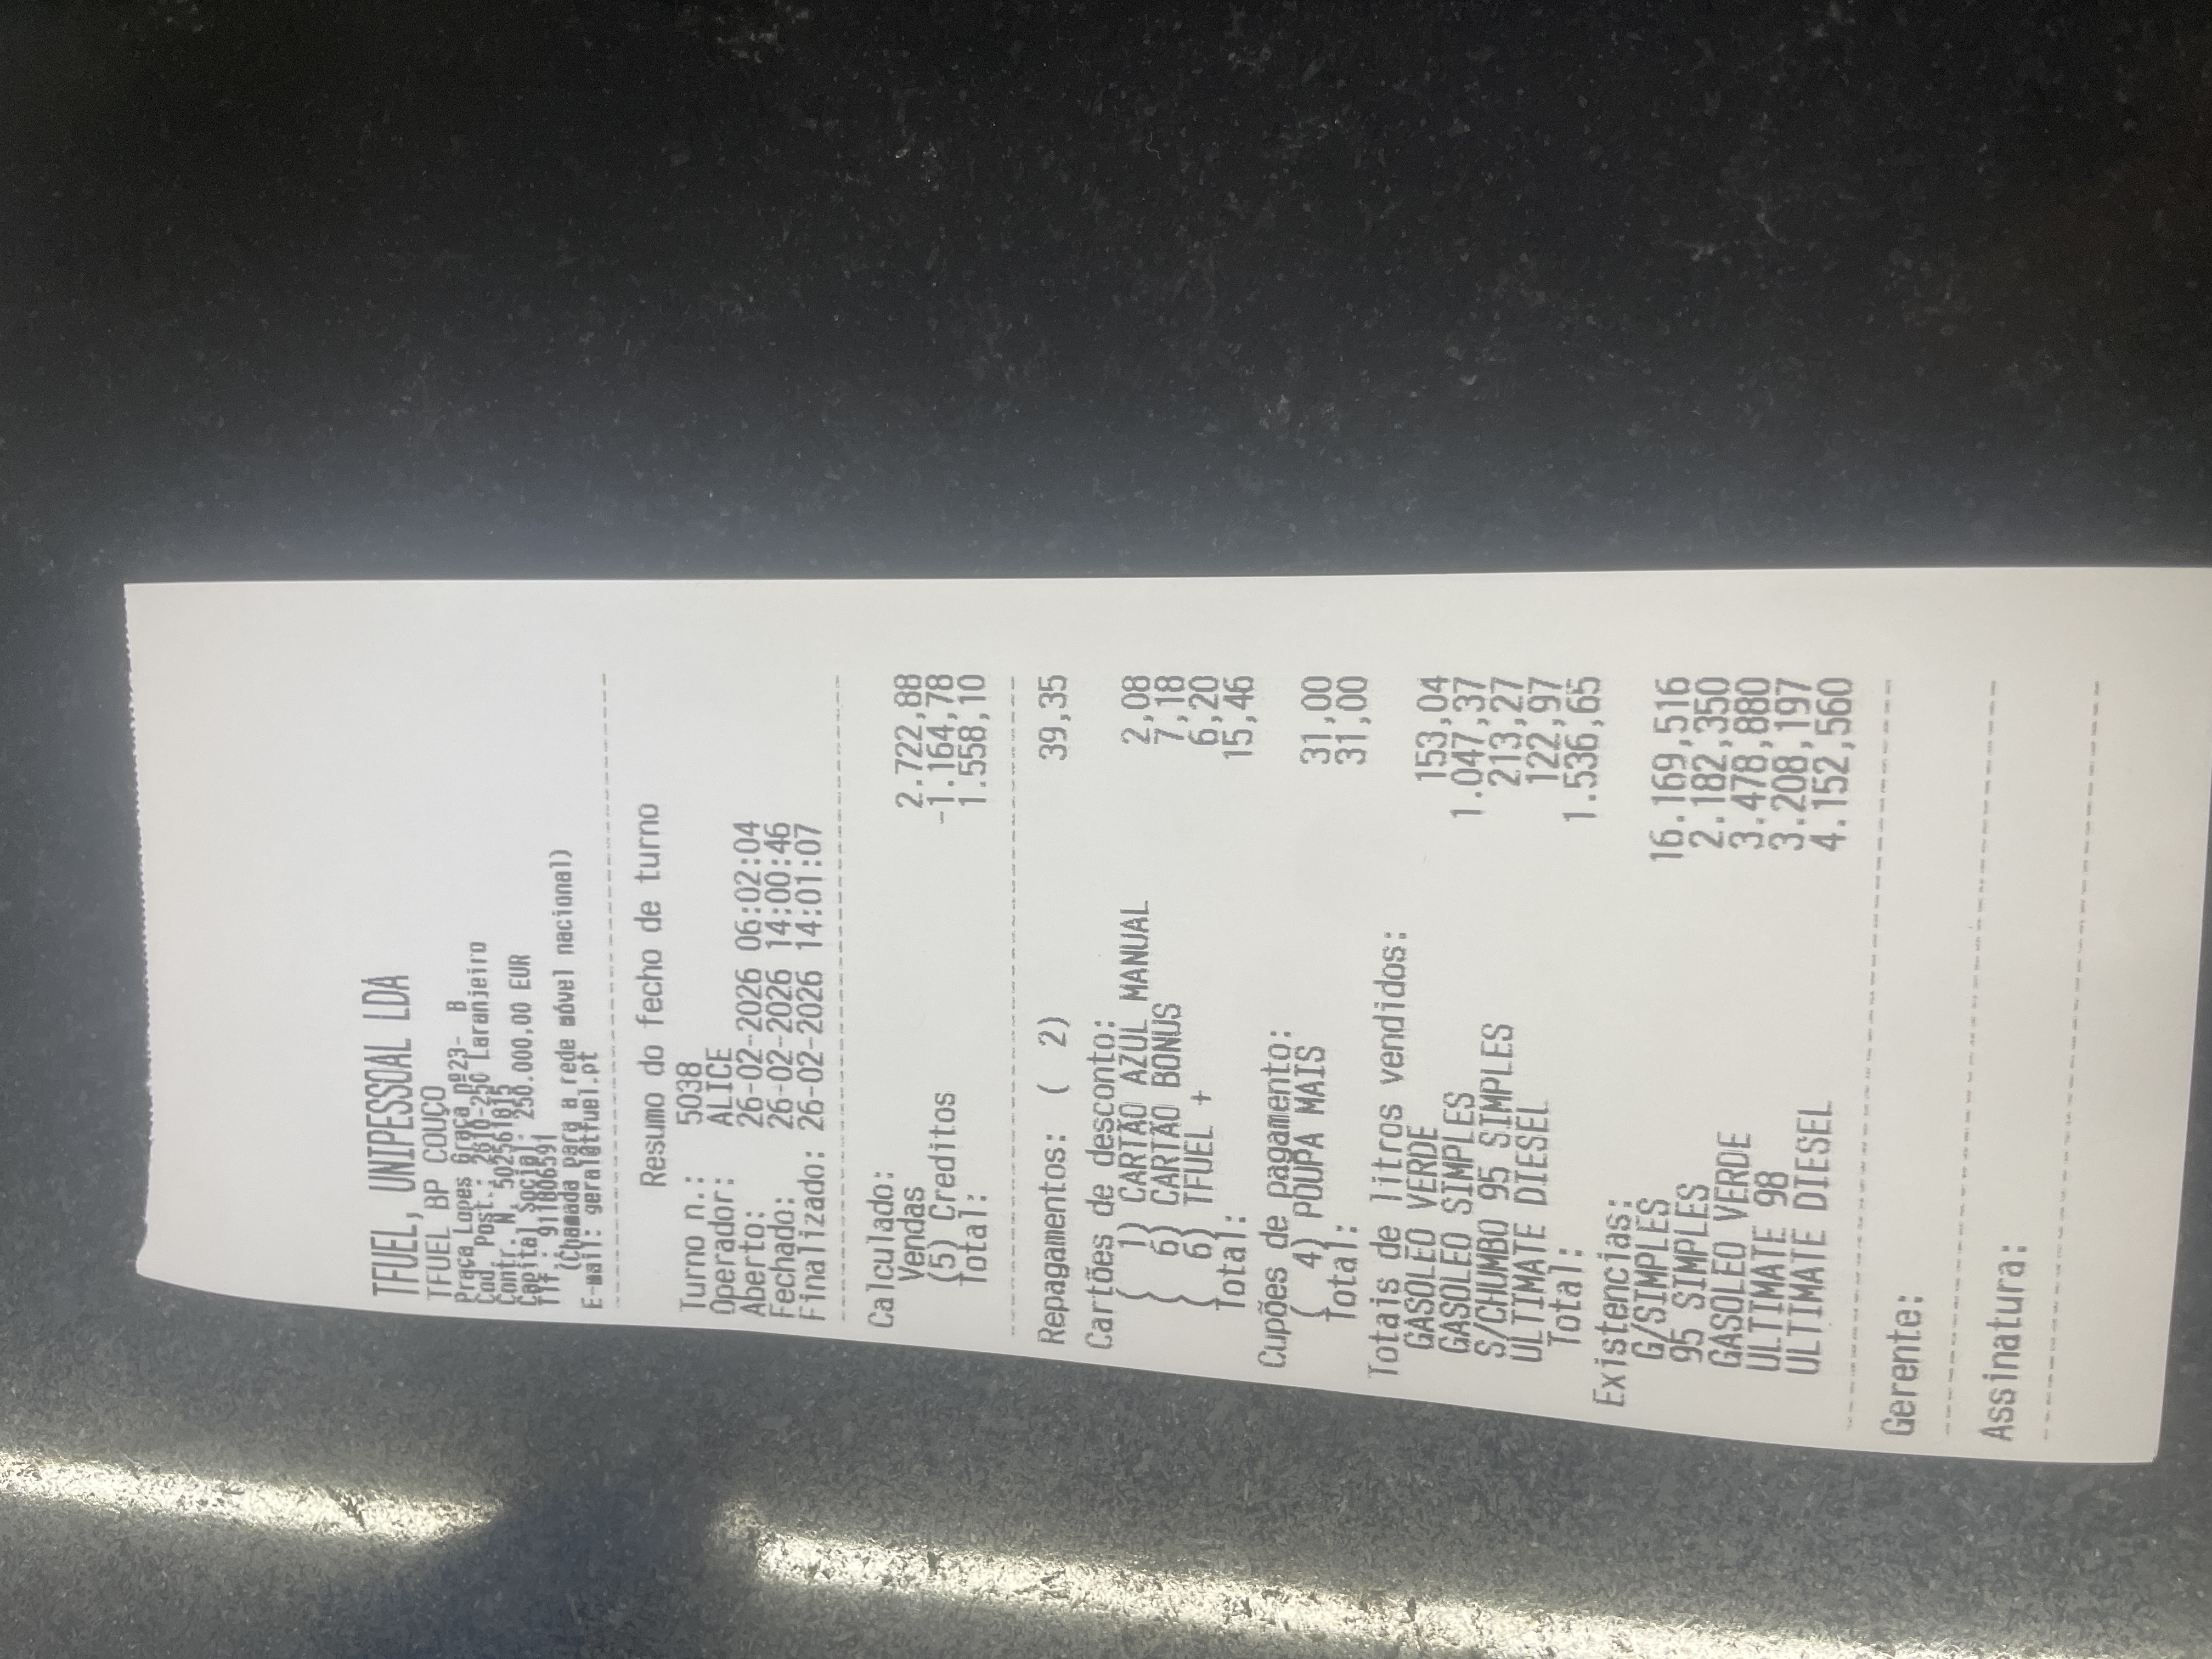 TFUEL, UNIPESSOAL LDA
TFUEL BP COUÇO
Praça Lopes Graça nº23- B
Cod. Post.: 2610-250 Laranjeiro
Contr. N. 502561815
Capital Social: 250.000,00 EUR
Tlf : 911180659
(Chamada para a rede móvel nacional)
E-mail: geral@tfuel.pt
Resumo do fecho de turno
Turno n.: 5038
Operador: ALICE
Aberto: 26-02-2026 06:02:04
Fechado: 26-02-2026 14:00:46
Finalizado: 26-02-2026 14:01:07
Calculado:
Vendas 2.722,88
(5) Creditos -1.164,78
Total: 1.558,10
Repagamentos: ( 2) 39,35
Cartões de desconto:
( 1) CARTÃO AZUL MANUAL 2,08
( 6) CARTÃO BONUS 7,18
( 6) TFUEL + 6,20
Total: 15,46
Cupões de pagamento:
( 4) POUPA MAIS 31,00
Total: 31,00
Totais de litros vendidos:
GASOLEO VERDE 153,04
GASOLEO SIMPLES 1.047,37
S/CHUMBO 95 SIMPLES 213,27
ULTIMATE DIESEL 122,97
Total: 1.536,65
Existencias:
G/SIMPLES 16.169,516
95 SIMPLES 2.182,350
GASOLEO VERDE 3.478,880
ULTIMATE 98 3.208,197
ULTIMATE DIESEL 4.152,560
Gerente:
Assinatura: